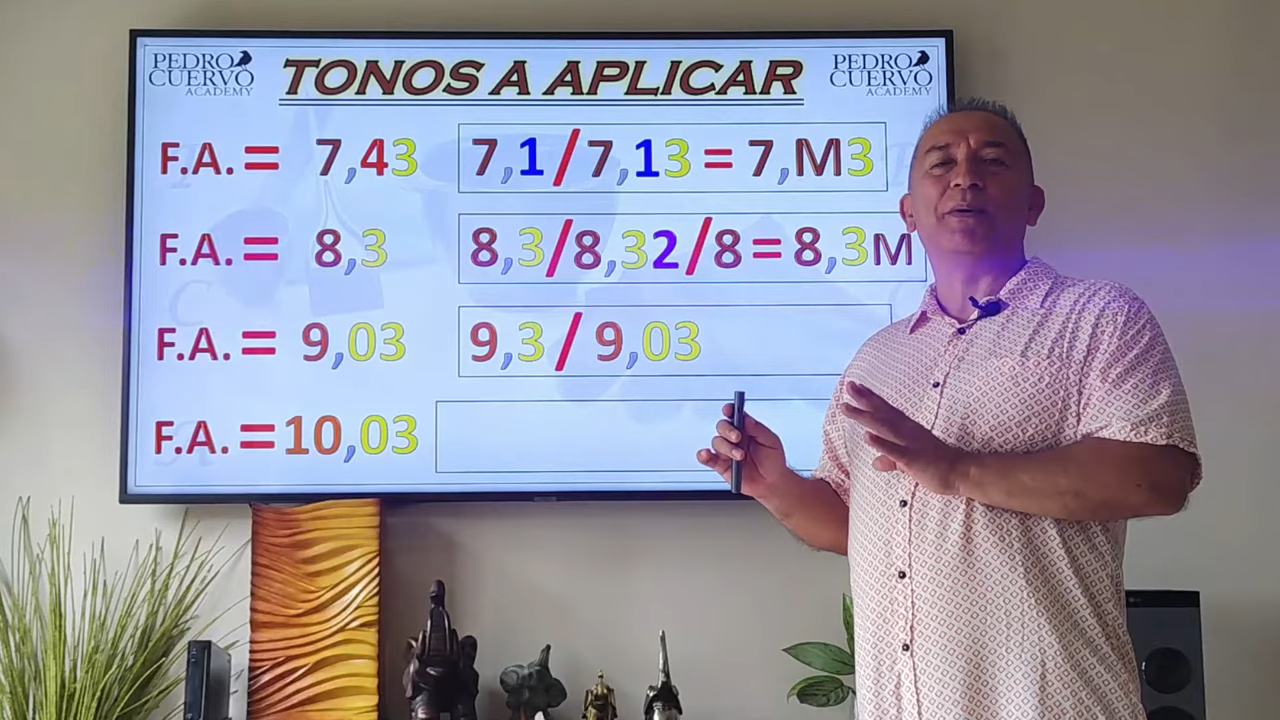 PEDRO
CUERVO
ACADEMY
TONOS A APLICAR
PEDRO
CUERVO
ACADEMY
F.A. = 7,43 7,1/7,13=7,M3
F.A. = 8,3 8,3/8,32/8=8,3M
F.A. = 9,03 9,3/9,03
F.A. = 10,03